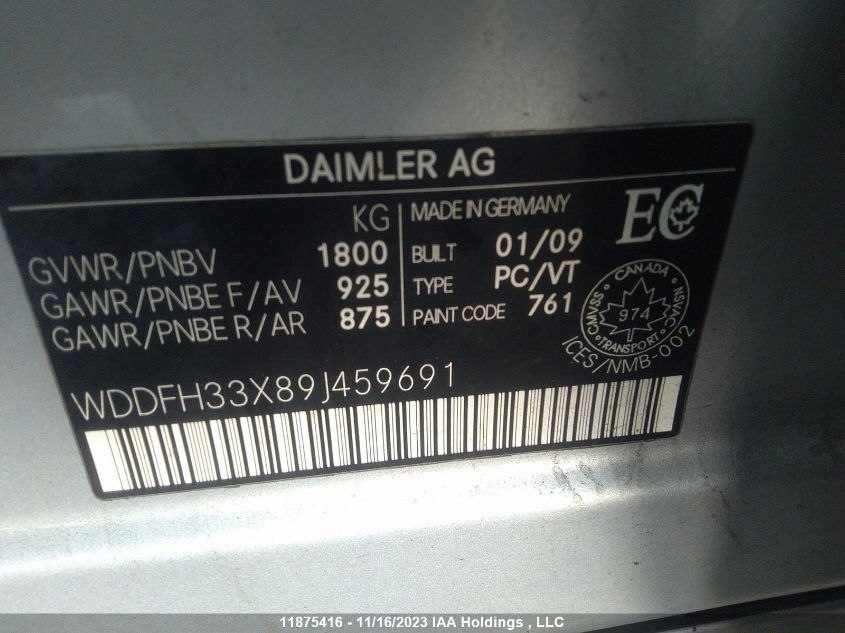 DAIMLER AG
KG
GVWR/PNBV 1800
GAWR/PNBE F/AV 925
GAWR/PNBE R/AR 875
MADE IN GERMANY
BUILT 01/09
TYPE PC/VT
PAINT CODE 761
EC
CANADA
CMVSS 974 NSVAC
TRANSPORT
ICES/NMB-002
WDDFH33X89J459691
11875416 - 11/16/2023 IAA Holdings , LLC